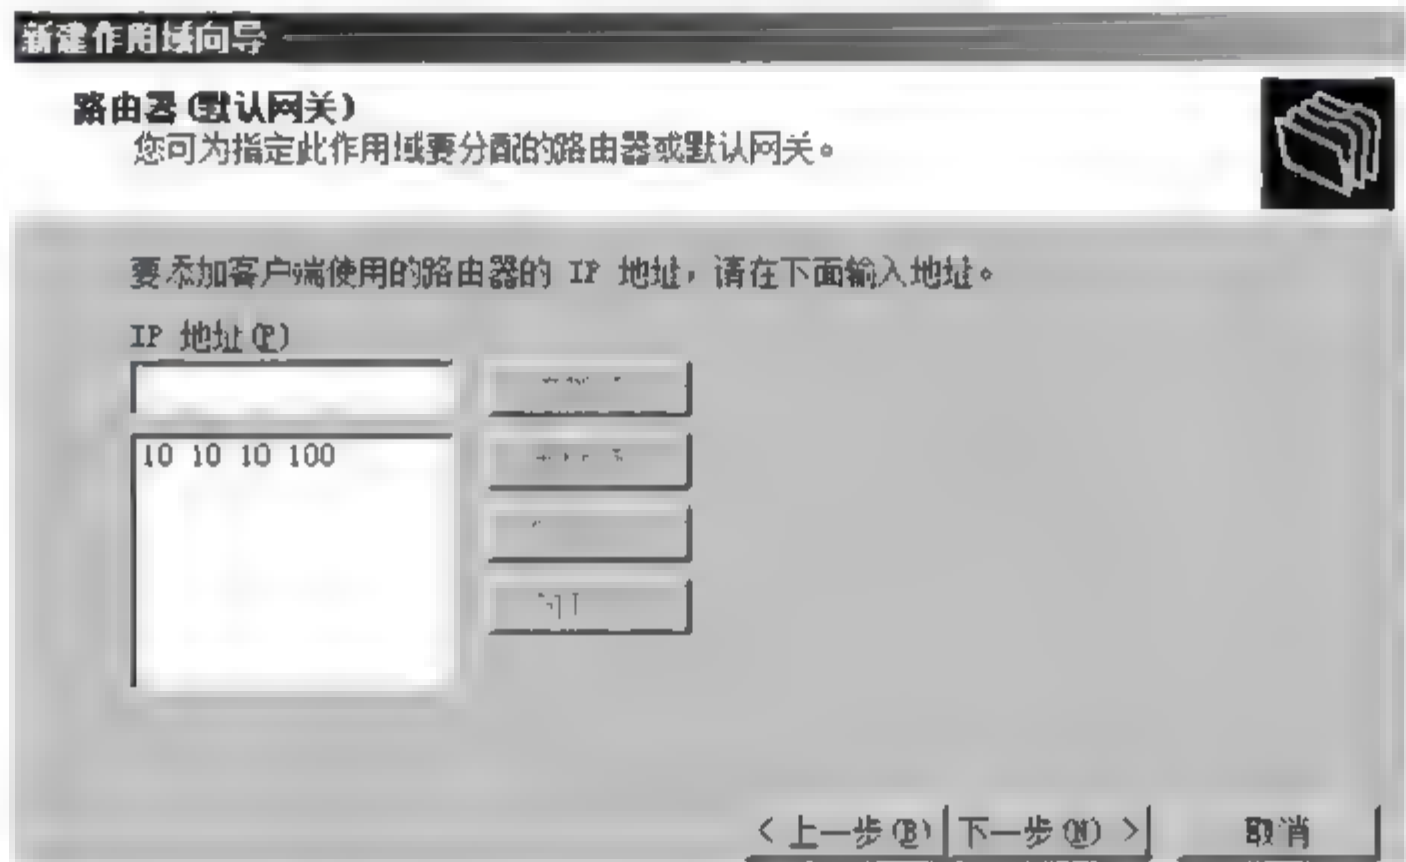 新建作用域向导
路由器(默认网关)
您可为指定此作用域要分配的路由器或默认网关。
要添加客户端使用的路由器的 IP 地址，请在下面输入地址。
IP 地址(P)
10 10 10 100
< 上一步(B)
下一步(N) >
取消